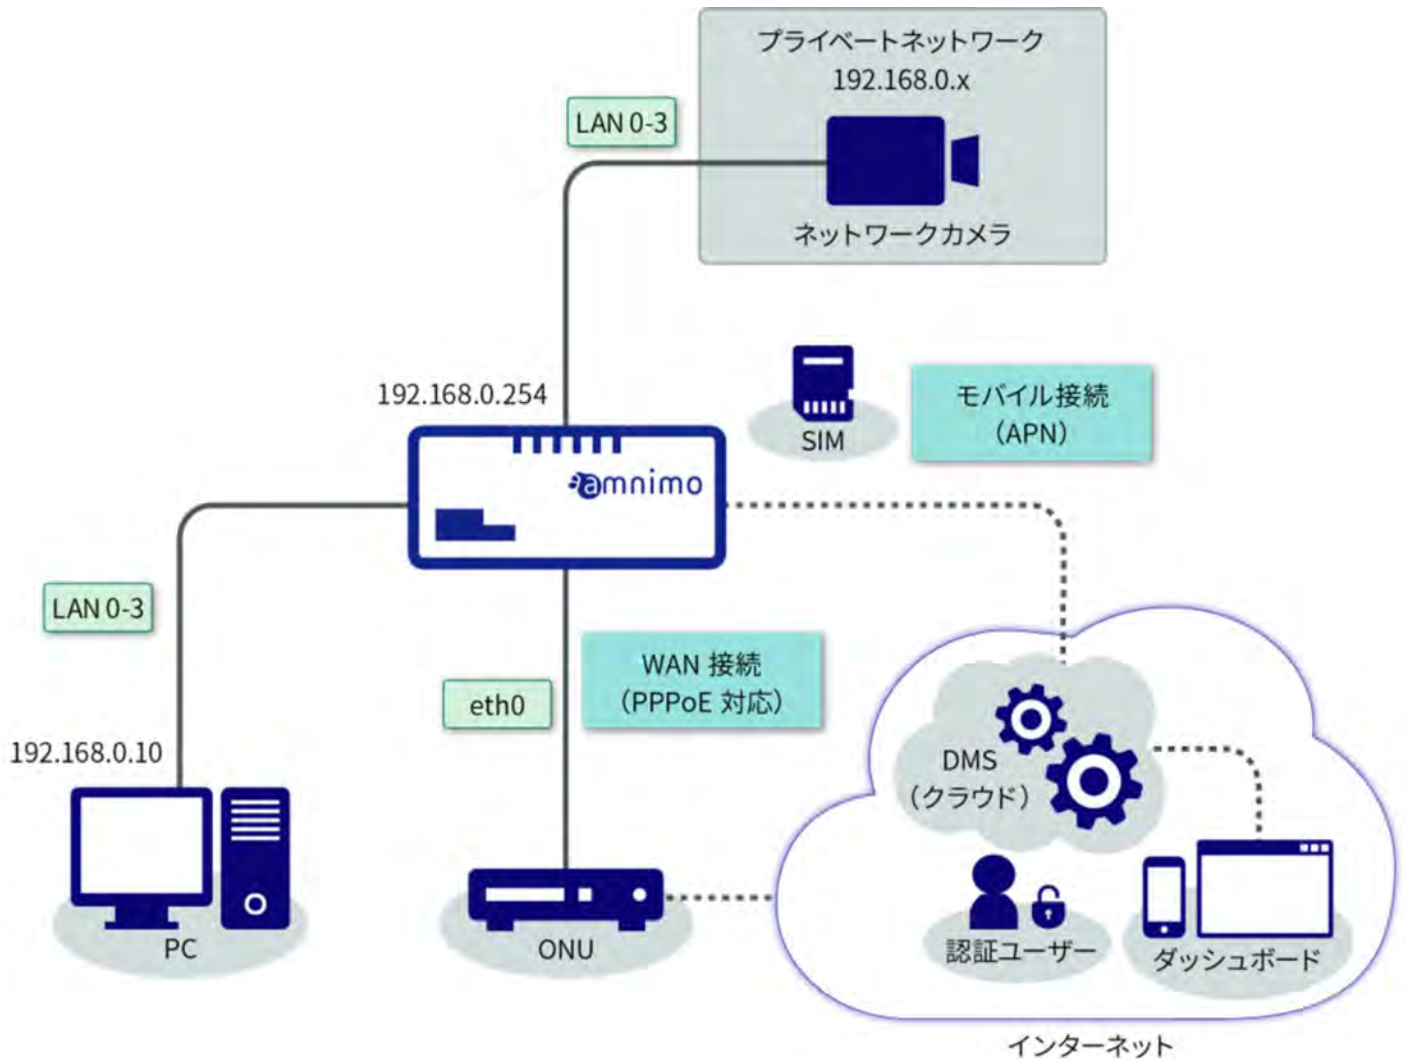 プライベートネットワーク
192.168.0.x
LAN 0-3
ネットワークカメラ
192.168.0.254
SIM
モバイル接続
（APN）
amnimo
LAN 0-3
WAN 接続
（PPPoE 対応）
eth0
192.168.0.10
DMS
（クラウド）
PC
ONU
認証ユーザー
ダッシュボード
インターネット